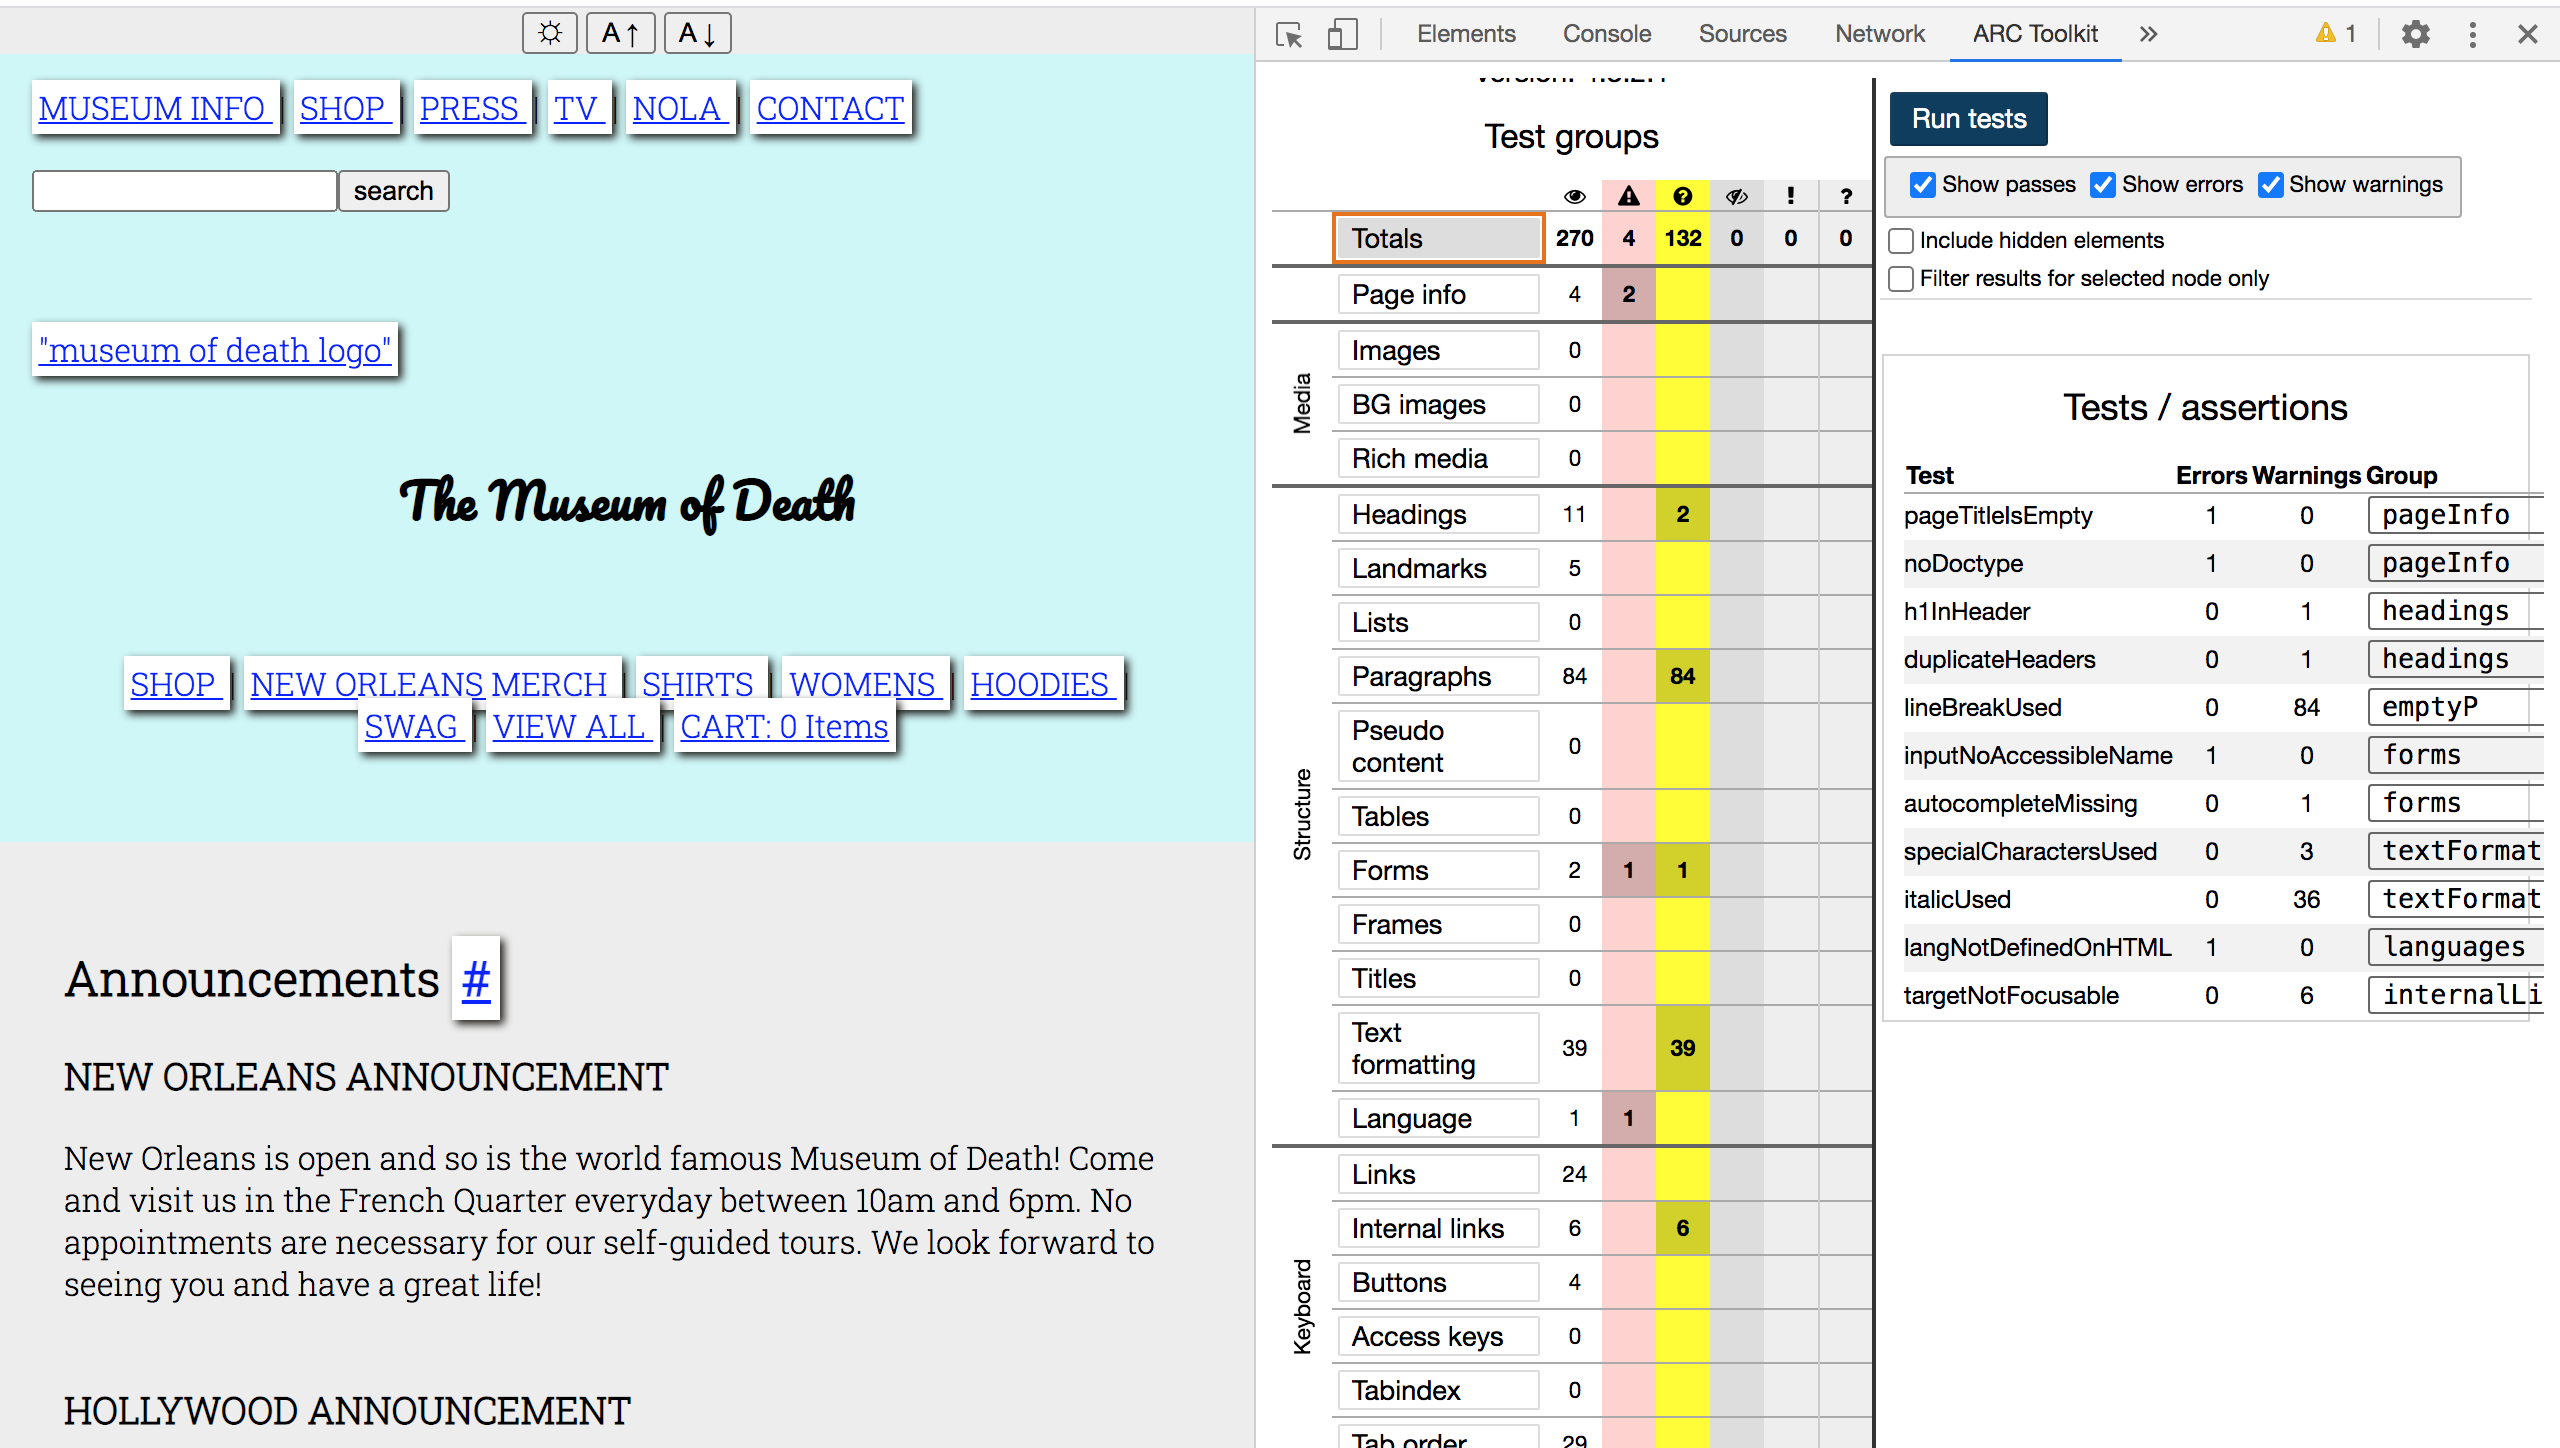 A↑ A↓
MUSEUM INFO | SHOP | PRESS | TV | NOLA | CONTACT
search
"museum of death logo"
The Museum of Death
SHOP | NEW ORLEANS MERCH | SHIRTS | WOMENS | HOODIES |
SWAG | VIEW ALL | CART: 0 Items
Announcements #
NEW ORLEANS ANNOUNCEMENT
New Orleans is open and so is the world famous Museum of Death! Come
and visit us in the French Quarter everyday between 10am and 6pm. No
appointments are necessary for our self-guided tours. We look forward to
seeing you and have a great life!
HOLLYWOOD ANNOUNCEMENT
Elements Console Sources Network ARC Toolkit » 1
Test groups
! ?
Totals 270 4 132 0 0 0
Page info 4 2
Media
Images 0
BG images 0
Rich media 0
Structure
Headings 11 2
Landmarks 5
Lists 0
Paragraphs 84 84
Pseudo
content 0
Tables 0
Forms 2 1 1
Frames 0
Titles 0
Text
formatting 39 39
Language 1 1
Keyboard
Links 24
Internal links 6 6
Buttons 4
Access keys 0
Tabindex 0
Tab order 29
Run tests
Show passes Show errors Show warnings
Include hidden elements
Filter results for selected node only
Tests / assertions
Test Errors Warnings Group
pageTitleIsEmpty 1 0 pageInfo
noDoctype 1 0 pageInfo
h1InHeader 0 1 headings
duplicateHeaders 0 1 headings
lineBreakUsed 0 84 emptyP
inputNoAccessibleName 1 0 forms
autocompleteMissing 0 1 forms
specialCharactersUsed 0 3 textFormat
italicUsed 0 36 textFormat
langNotDefinedOnHTML 1 0 languages
targetNotFocusable 0 6 internalLi